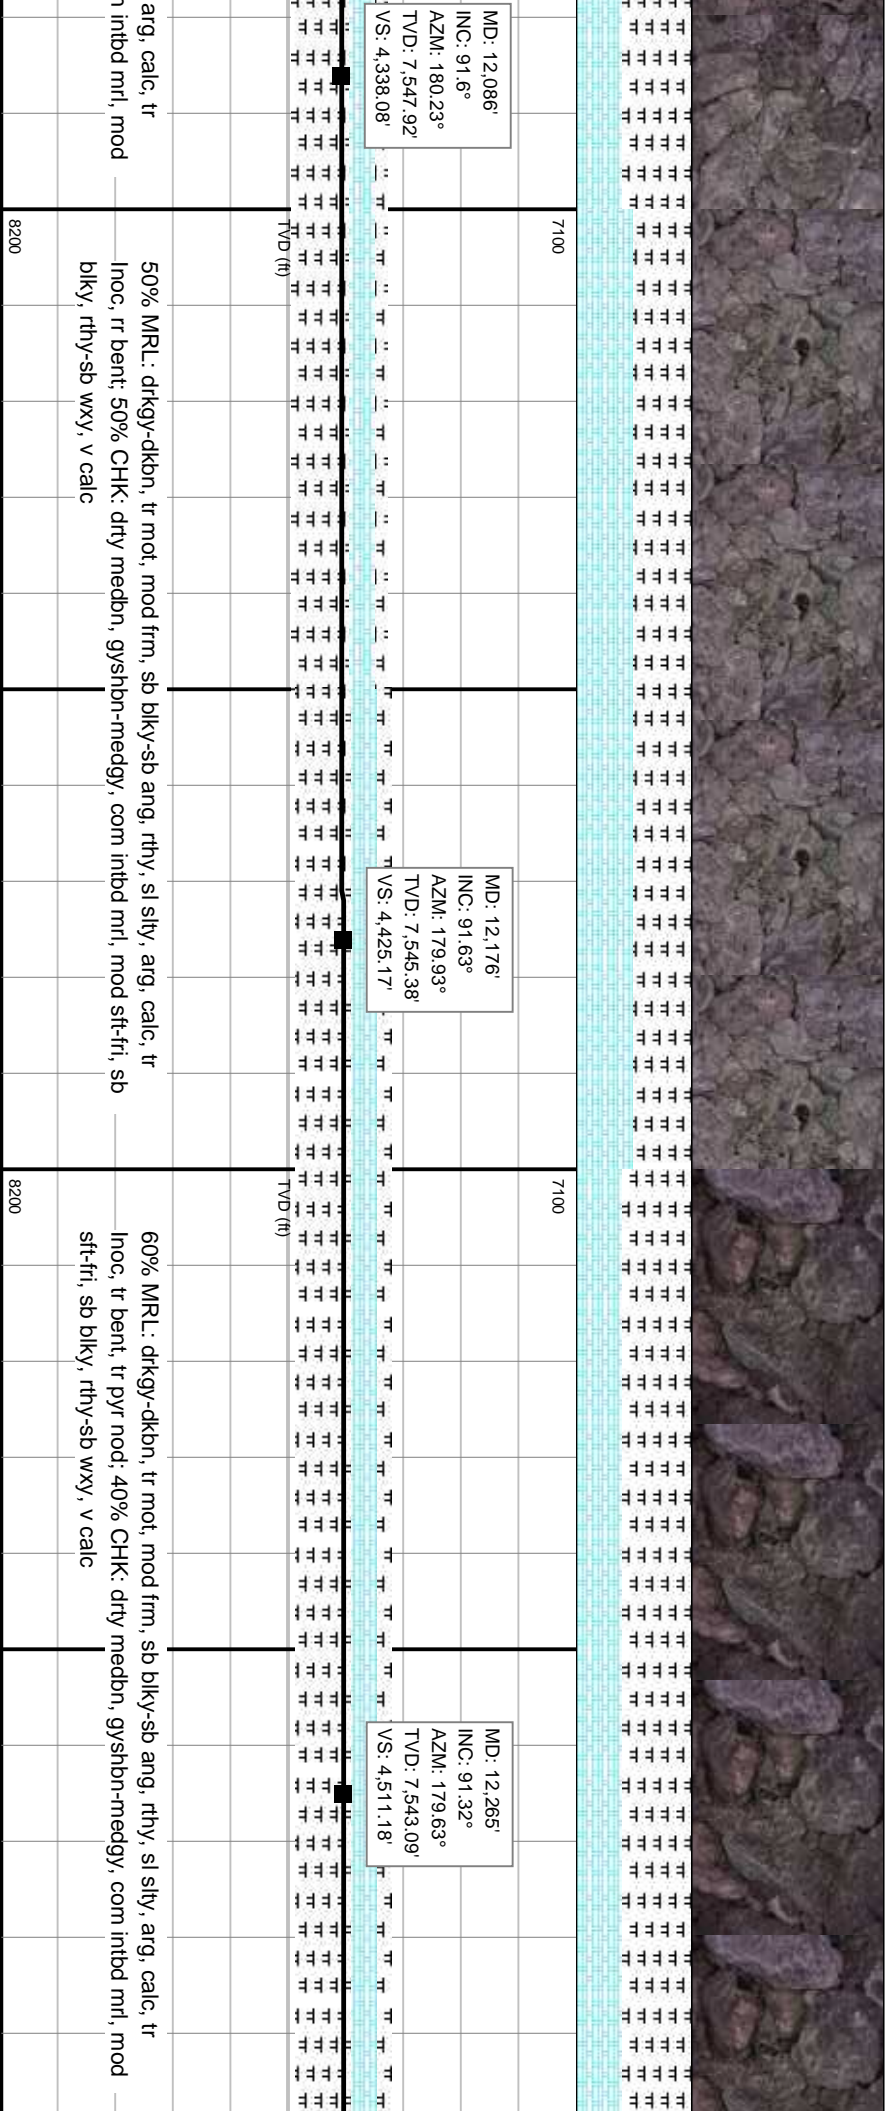 arg, calc, tr
n intbd mrl, mod
MD: 12,086'
INC: 91.6°
AZM: 180.23°
TVD: 7,547.92'
VS: 4,338.08'
7100
TVD (ft)
8200
50% MRL: drkgy-dkbn, tr mot, mod frm, sb blky-sb ang, rthy, sl slty, arg, calc, tr
Inoc, rr bent; 50% CHK: drty medbn, gyshbn-medgy, com intbd mrl, mod sft-fri, sb
blky, rthy-sb wxy, v calc
MD: 12,176'
INC: 91.63°
AZM: 179.93°
TVD: 7,545.38'
VS: 4,425.17'
7100
TVD (ft)
8200
60% MRL: drkgy-dkbn, tr mot, mod frm, sb blky-sb ang, rthy, sl slty, arg, calc, tr
Inoc, tr bent, tr pyr nod; 40% CHK: drty medbn, gyshbn-medgy, com intbd mrl, mod
sft-fri, sb blky, rthy-sb wxy, v calc
MD: 12,265'
INC: 91.32°
AZM: 179.63°
TVD: 7,543.09'
VS: 4,511.18'